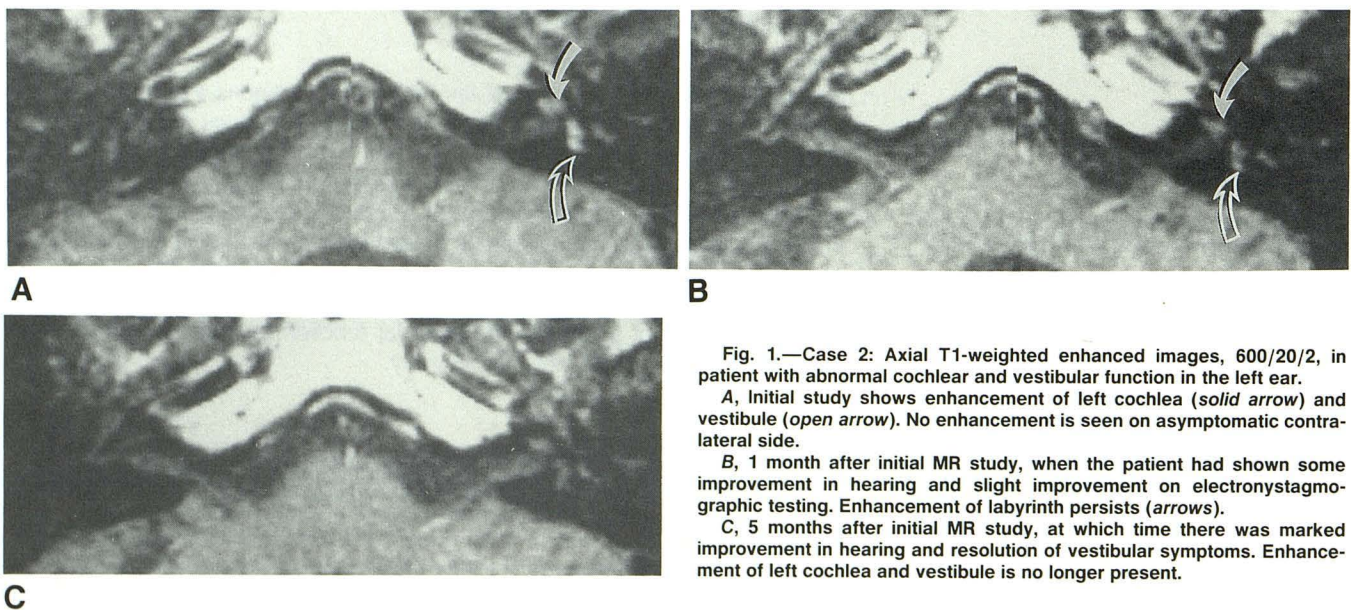 A
B
C
Fig. 1.—Case 2: Axial T1-weighted enhanced images, 600/20/2, in
patient with abnormal cochlear and vestibular function in the left ear.
A, Initial study shows enhancement of left cochlea (solid arrow) and
vestibule (open arrow). No enhancement is seen on asymptomatic contra-
lateral side.
B, 1 month after initial MR study, when the patient had shown some
improvement in hearing and slight improvement on electronystagmo-
graphic testing. Enhancement of labyrinth persists (arrows).
C, 5 months after initial MR study, at which time there was marked
improvement in hearing and resolution of vestibular symptoms. Enhance-
ment of left cochlea and vestibule is no longer present.